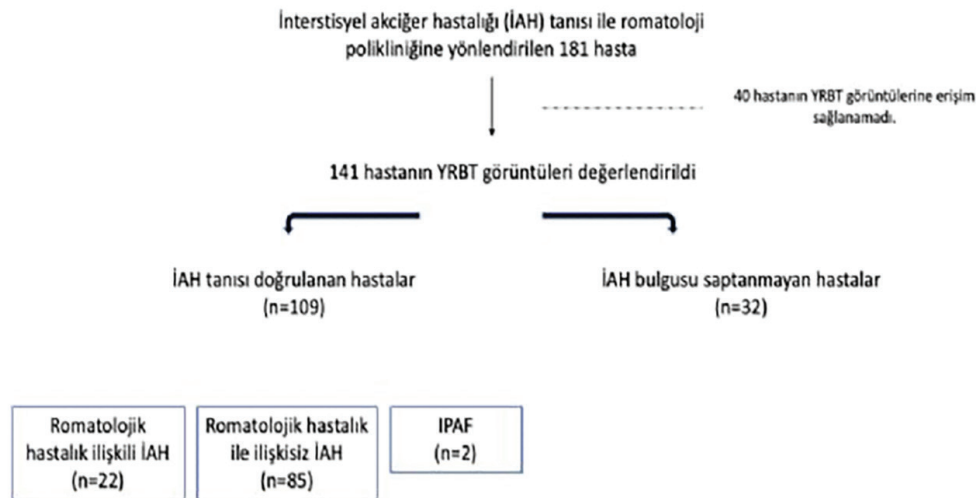 İnterstisyel akciğer hastalığı (İAH) tanısı ile romatoloji
polikliniğine yönlendirilen 181 hasta
40 hastanın YRBT görüntülerine erişim
sağlanamadı.
141 hastanın YRBT görüntüleri değerlendirildi
İAH tanısı doğrulanan hastalar
(n=109)
İAH bulgusu saptanmayan hastalar
(n=32)
Romatolojik
hastalık ilişkili İAH
(n=22)
Romatolojik hastalık
ile ilişkisiz İAH
(n=85)
IPAF
(n=2)